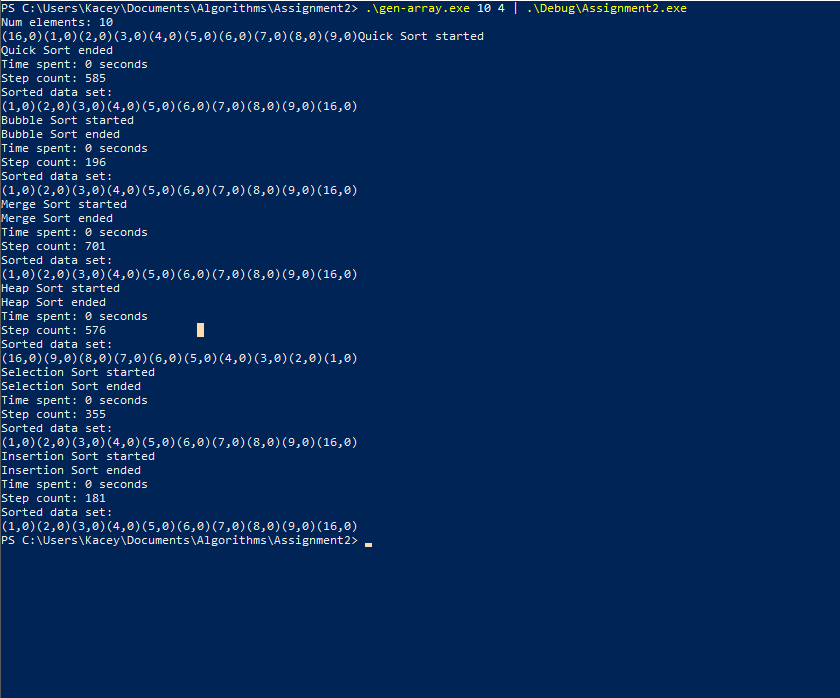 PS C:\Users\Kacey\Documents\Algorithms\Assignment2> .\gen-array.exe 10 4 | .\Debug\Assignment2.exe
Num elements: 10
(16,0)(1,0)(2,0)(3,0)(4,0)(5,0)(6,0)(7,0)(8,0)(9,0)Quick Sort started
Quick Sort ended
Time spent: 0 seconds
Step count: 585
Sorted data set:
(1,0)(2,0)(3,0)(4,0)(5,0)(6,0)(7,0)(8,0)(9,0)(16,0)
Bubble Sort started
Bubble Sort ended
Time spent: 0 seconds
Step count: 196
Sorted data set:
(1,0)(2,0)(3,0)(4,0)(5,0)(6,0)(7,0)(8,0)(9,0)(16,0)
Merge Sort started
Merge Sort ended
Time spent: 0 seconds
Step count: 701
Sorted data set:
(1,0)(2,0)(3,0)(4,0)(5,0)(6,0)(7,0)(8,0)(9,0)(16,0)
Heap Sort started
Heap Sort ended
Time spent: 0 seconds
Step count: 576
Sorted data set:
(16,0)(9,0)(8,0)(7,0)(6,0)(5,0)(4,0)(3,0)(2,0)(1,0)
Selection Sort started
Selection Sort ended
Time spent: 0 seconds
Step count: 355
Sorted data set:
(1,0)(2,0)(3,0)(4,0)(5,0)(6,0)(7,0)(8,0)(9,0)(16,0)
Insertion Sort started
Insertion Sort ended
Time spent: 0 seconds
Step count: 181
Sorted data set:
(1,0)(2,0)(3,0)(4,0)(5,0)(6,0)(7,0)(8,0)(9,0)(16,0)
PS C:\Users\Kacey\Documents\Algorithms\Assignment2>